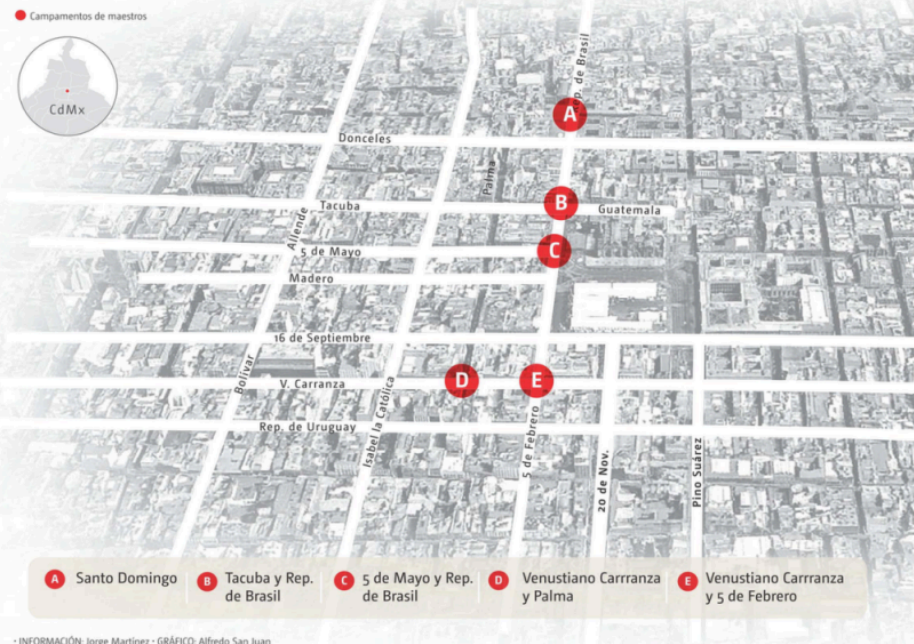 Campamentos de maestros
CdMx
Rep. de Brasil
A
Donceles
Palma
B
Tacuba
Guatemala
Allende
C
5 de Mayo
Madero
16 de Septiembre
Bolívar
V. Carranza
D
E
Isabel la Católica
Rep. de Uruguay
5 de Febrero
20 de Nov.
Pino Suárez
A Santo Domingo
B Tacuba y Rep.
de Brasil
C 5 de Mayo y Rep.
de Brasil
D Venustiano Carrranza
y Palma
E Venustiano Carrranza
y 5 de Febrero
• INFORMACIÓN: Jorge Martínez • GRÁFICO: Alfredo San Juan